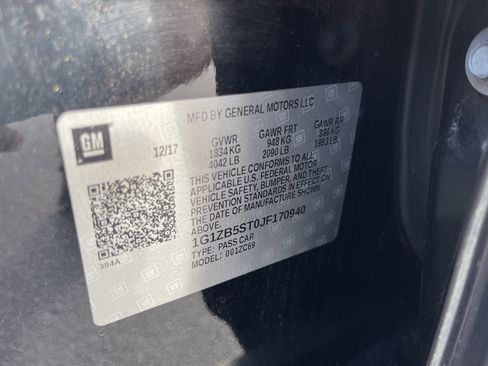 MFD BY GENERAL MOTORS LLC
GM
12/17
GVWR GAWR FRT GAWR RR
1834 KG 948 KG 886 KG
4042 LB 2090 LB 1953 LB
THIS VEHICLE CONFORMS TO ALL
APPLICABLE U.S. FEDERAL MOTOR
VEHICLE SAFETY, BUMPER, AND THEFT
PREVENTION STANDARDS IN EFFECT ON
THE DATE OF MANUFACTURE SHOWN
ABOVE.
1G1ZB5ST0JF170940
TYPE: PASS CAR
MODEL: 001ZC69
384A